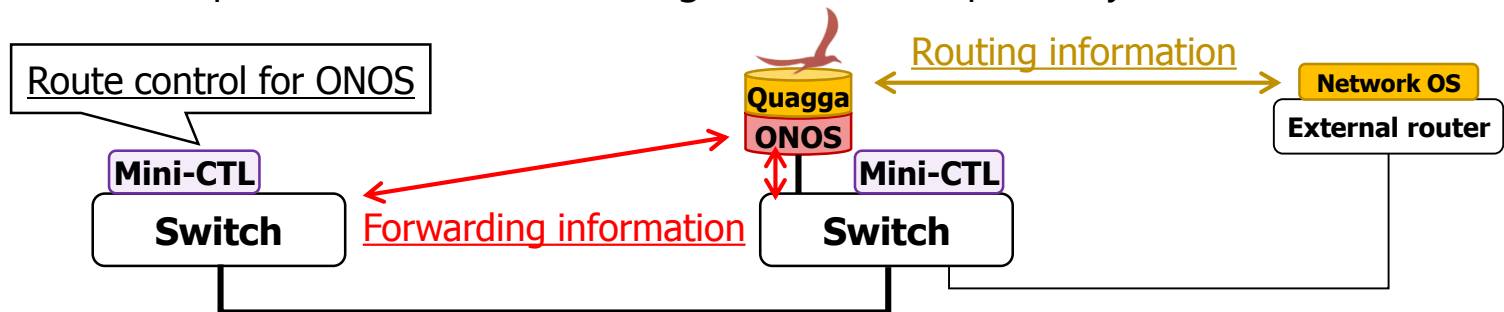 Route control for ONOS
Routing information
Quagga
ONOS
Network OS
External router
Mini-CTL
Switch
Forwarding information
Mini-CTL
Switch